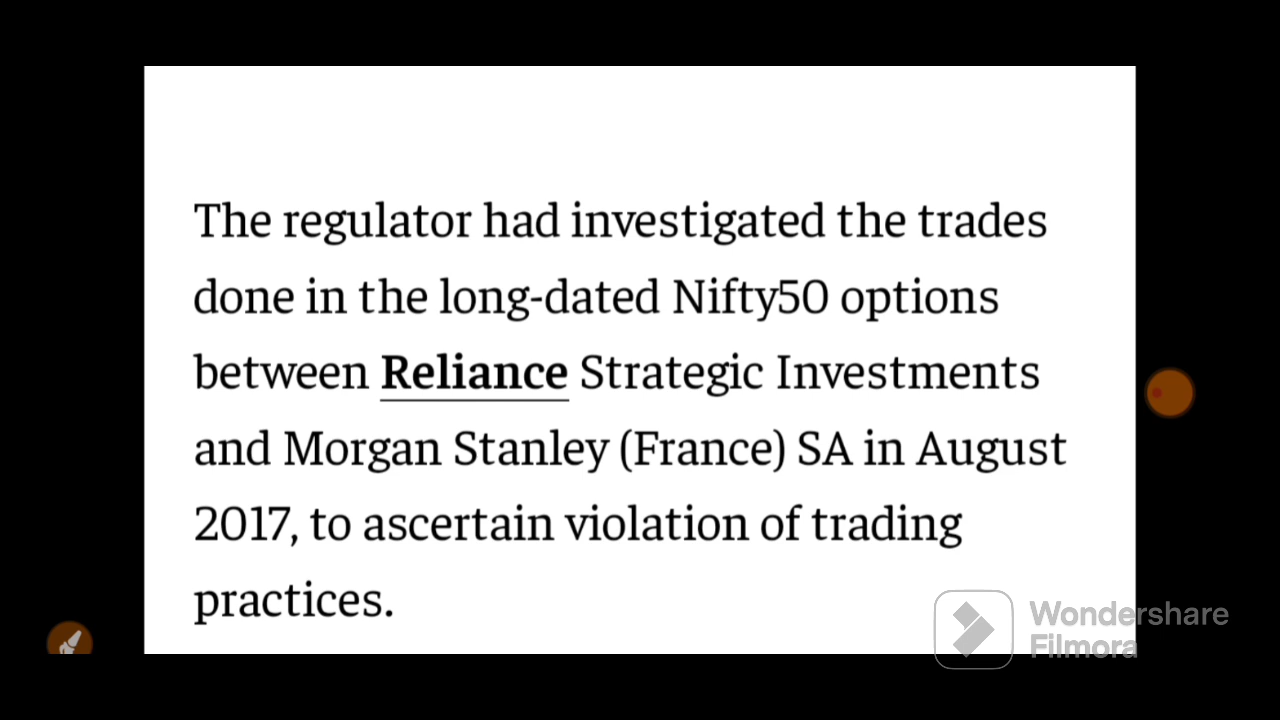 The regulator had investigated the trades
done in the long-dated Nifty50 options
between Reliance Strategic Investments
and Morgan Stanley (France) SA in August
2017, to ascertain violation of trading
practices.
Wondershare
Filmora